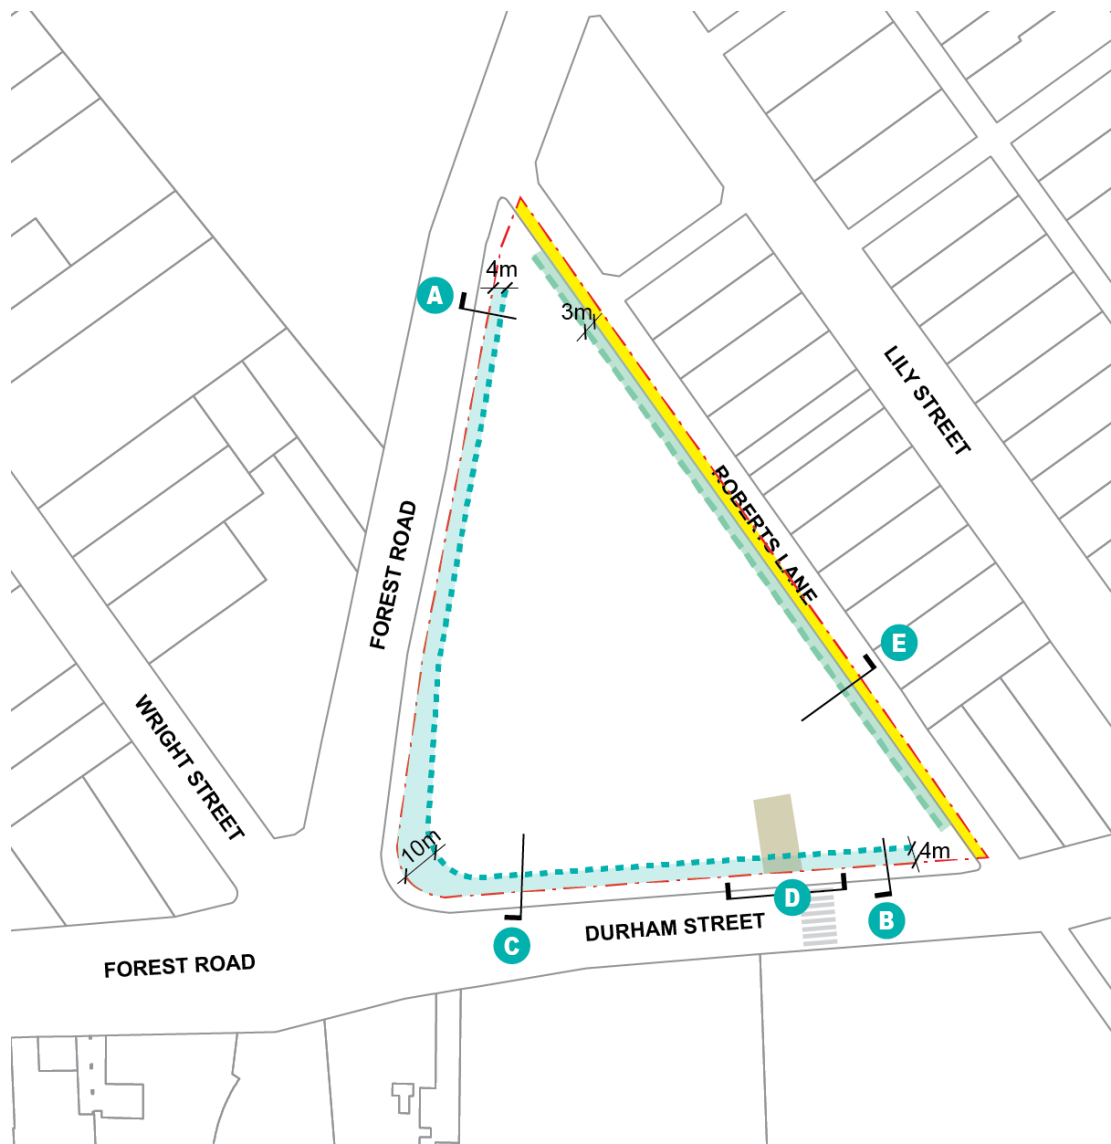 4m
A
3m
LILY STREET
ROBERTS LANE
FOREST ROAD
E
WRIGHT STREET
10m
4m
D
B
C
DURHAM STREET
FOREST ROAD